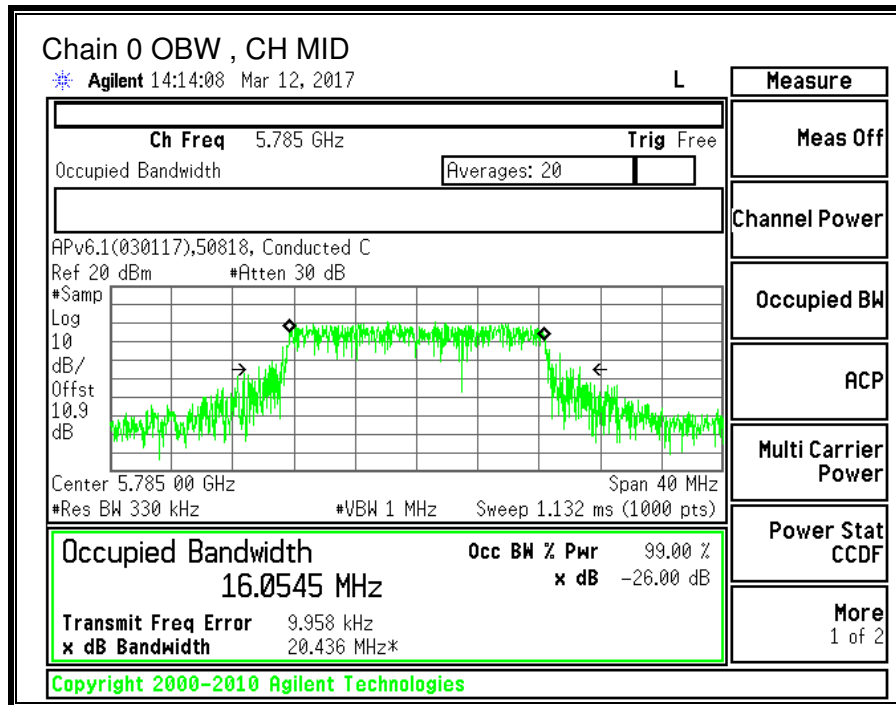 Chain 0 OBW , CH MID
Agilent 14:14:08 Mar 12, 2017 L
Measure
Ch Freq 5.785 GHz Trig Free
Meas Off
Occupied Bandwidth Averages: 20
Channel Power
APv6.1(030117),50818, Conducted C
Ref 20 dBm #Atten 30 dB
#Samp
Log
10
dB/
Offst
10.9
dB
Occupied BW
ACP
Center 5.785 00 GHz Span 40 MHz
#Res BW 330 kHz #VBW 1 MHz Sweep 1.132 ms (1000 pts)
Multi Carrier
Power
Occupied Bandwidth
16.0545 MHz
Occ BW % Pwr 99.00 %
x dB -26.00 dB
Transmit Freq Error 9.958 kHz
x dB Bandwidth 20.436 MHz*
Power Stat
CCDF
More
1 of 2
Copyright 2000-2010 Agilent Technologies